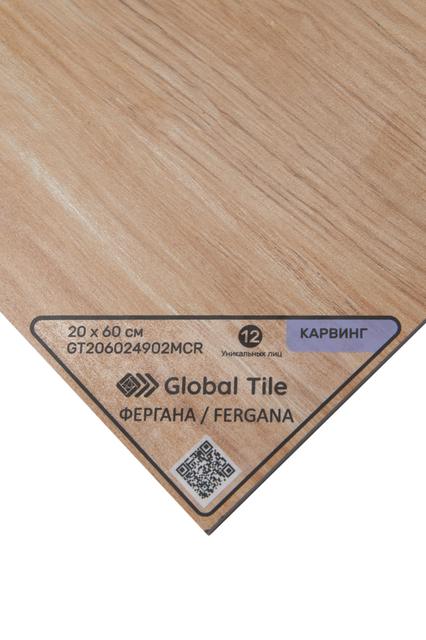 20 x 60 см
GT206024902MCR
12
Уникальных лиц
КАРВИНГ
Global Tile
ФЕРГАНА / FERGANA